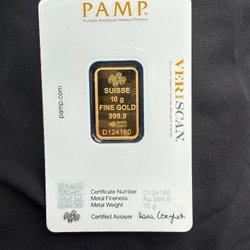 PAMP
Produits Artistiques Métaux Précieux
pamp.com
VERISCAN
SUISSE
10 g
FINE GOLD
999.9
D124180
Certificate Number D124180
Metal Fineness Au 999.9
Metal Weight 10 g
Certified Assayer